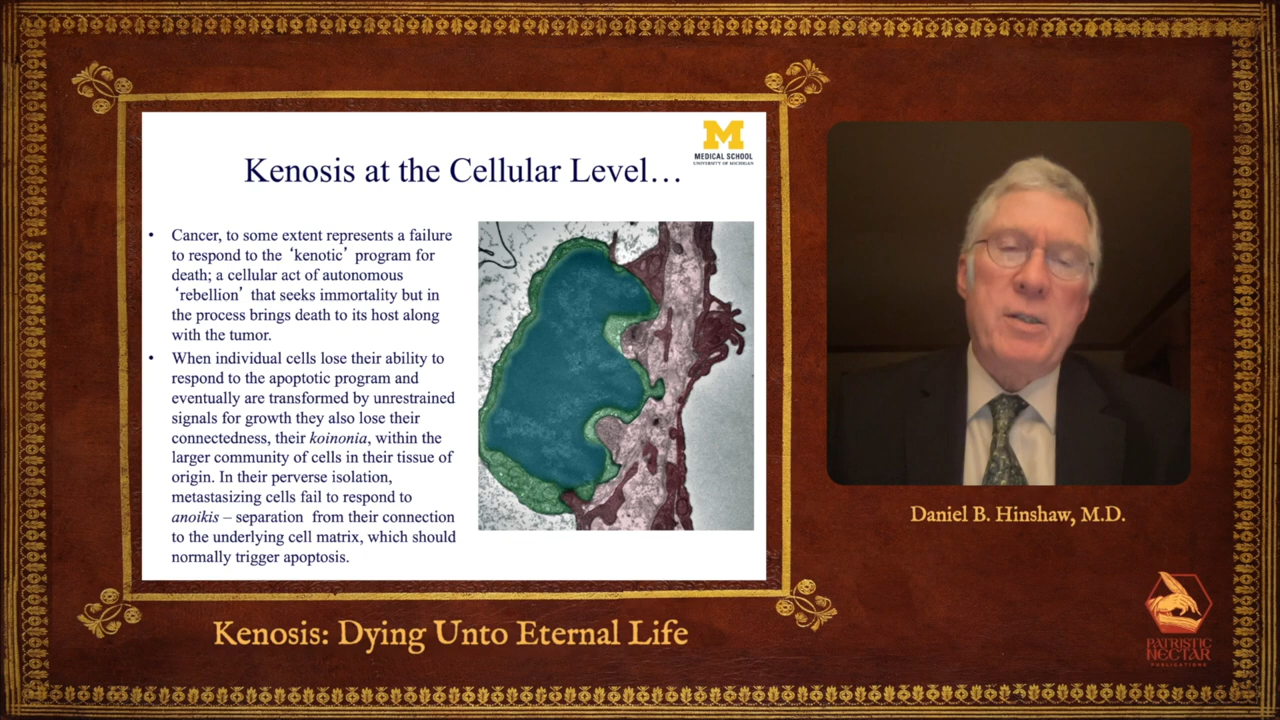 M
MEDICAL SCHOOL
UNIVERSITY OF MICHIGAN
Kenosis at the Cellular Level…
• Cancer, to some extent represents a failure
to respond to the ‘kenotic’ program for
death; a cellular act of autonomous
‘rebellion’ that seeks immortality but in
the process brings death to its host along
with the tumor.
• When individual cells lose their ability to
respond to the apoptotic program and
eventually are transformed by unrestrained
signals for growth they also lose their
connectedness, their koinonia, within the
larger community of cells in their tissue of
origin. In their perverse isolation,
metastasizing cells fail to respond to
anoikis – separation from their connection
to the underlying cell matrix, which should
normally trigger apoptosis.
Daniel B. Hinshaw, M.D.
Kenosis: Dying Unto Eternal Life
PATRISTIC
NECTAR
PUBLICATIONS